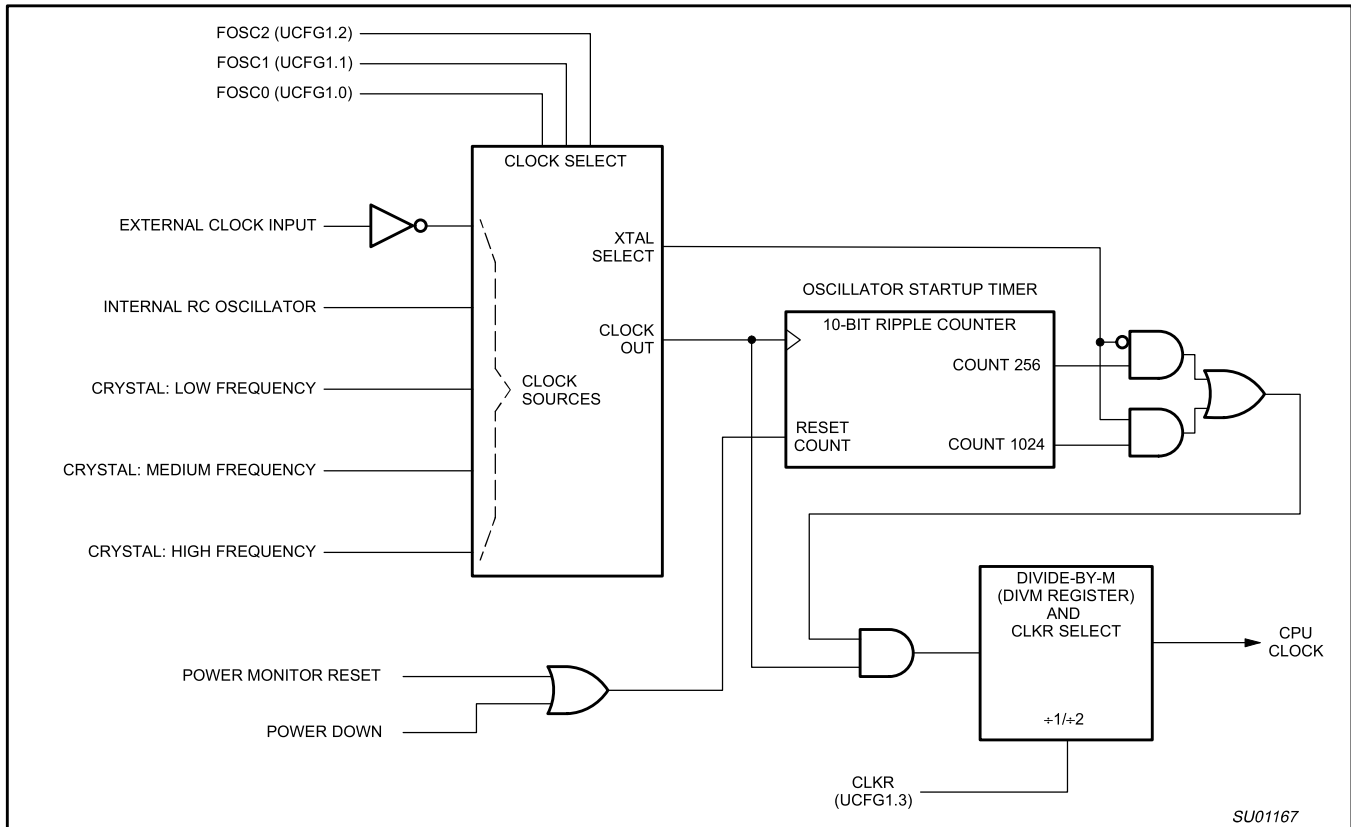 FOSC2 (UCFG1.2)
FOSC1 (UCFG1.1)
FOSC0 (UCFG1.0)
CLOCK SELECT
EXTERNAL CLOCK INPUT
XTAL
SELECT
INTERNAL RC OSCILLATOR
OSCILLATOR STARTUP TIMER
10-BIT RIPPLE COUNTER
CLOCK
OUT
COUNT 256
CRYSTAL: LOW FREQUENCY
CLOCK
SOURCES
RESET
COUNT
COUNT 1024
CRYSTAL: MEDIUM FREQUENCY
CRYSTAL: HIGH FREQUENCY
DIVIDE-BY-M
(DIVM REGISTER)
AND
CLKR SELECT
CPU
CLOCK
POWER MONITOR RESET
POWER DOWN
÷1/÷2
CLKR
(UCFG1.3)
SU01167